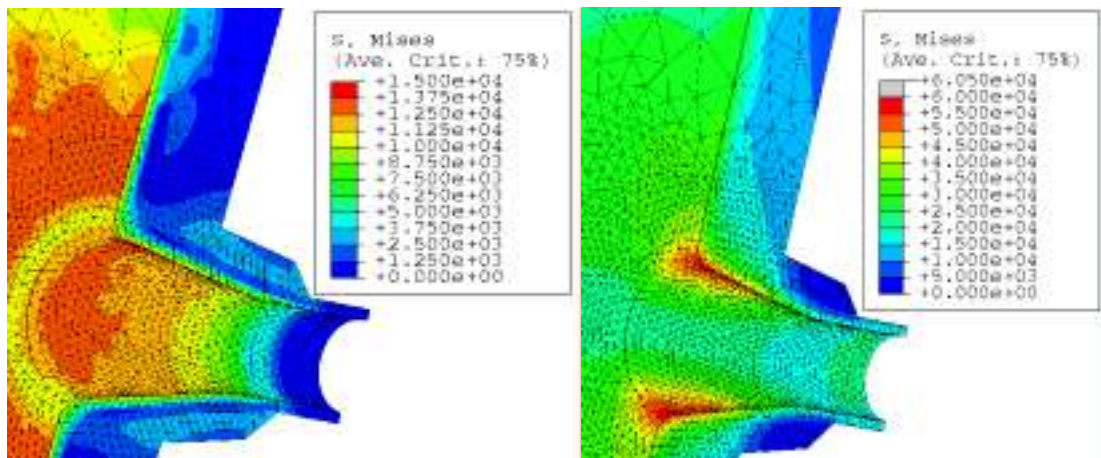 S, Mises
(Ave. Crit.: 75%)
+1.500e+04
+1.375e+04
+1.250e+04
+1.125e+04
+1.000e+04
+8.750e+03
+7.500e+03
+6.250e+03
+5.000e+03
+3.750e+03
+2.500e+03
+1.250e+03
+0.000e+00
S, Mises
(Ave. Crit.: 75%)
+6.050e+04
+6.000e+04
+5.500e+04
+5.000e+04
+4.500e+04
+4.000e+04
+3.500e+04
+3.000e+04
+2.500e+04
+2.000e+04
+1.500e+04
+1.000e+04
+5.000e+03
+0.000e+00